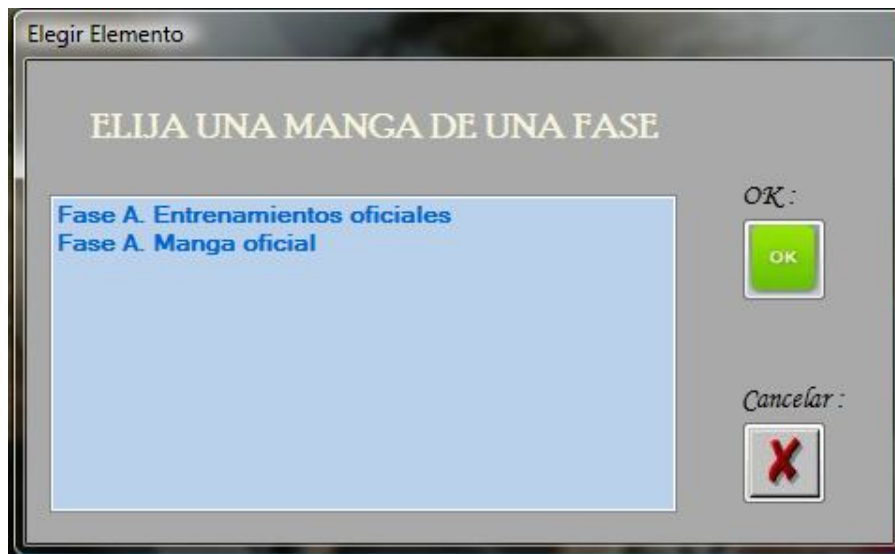 Elegir Elemento
ELIJA UNA MANGA DE UNA FASE
Fase A. Entrenamientos oficiales
Fase A. Manga oficial
OK :
OK
Cancelar :